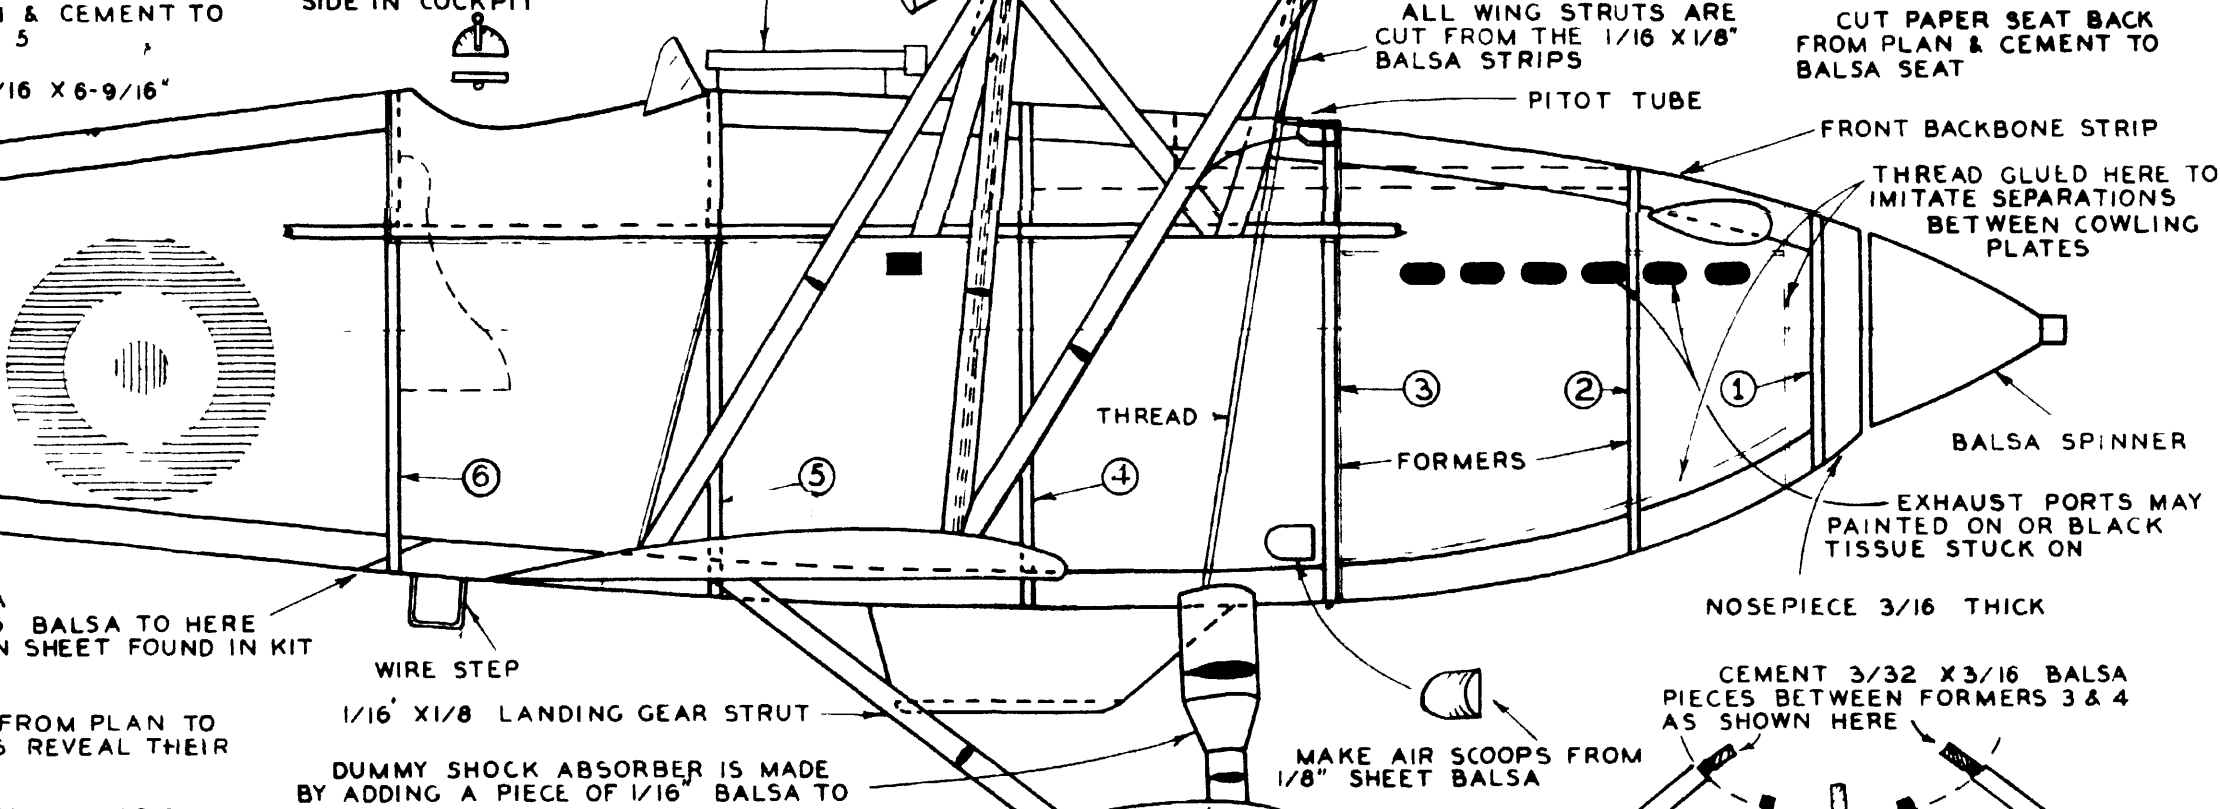 & CEMENT TO
5
/16 X 6-9/16"
SIDE IN COCKPIT
ALL WING STRUTS ARE
CUT FROM THE 1/16 X 1/8"
BALSA STRIPS
PITOT TUBE
CUT PAPER SEAT BACK
FROM PLAN & CEMENT TO
BALSA SEAT
FRONT BACKBONE STRIP
THREAD GLUED HERE TO
IMITATE SEPARATIONS
BETWEEN COWLING
PLATES
THREAD
3
2
1
FORMERS
6
5
4
BALSA SPINNER
EXHAUST PORTS MAY
PAINTED ON OR BLACK
TISSUE STUCK ON
NOSEPIECE 3/16 THICK
BALSA TO HERE
SHEET FOUND IN KIT
WIRE STEP
1/16" X 1/8 LANDING GEAR STRUT
FROM PLAN TO
REVEAL THEIR
DUMMY SHOCK ABSORBER IS MADE
BY ADDING A PIECE OF 1/16" BALSA TO
MAKE AIR SCOOPS FROM
1/8" SHEET BALSA
CEMENT 3/32 X 3/16 BALSA
PIECES BETWEEN FORMERS 3 & 4
AS SHOWN HERE